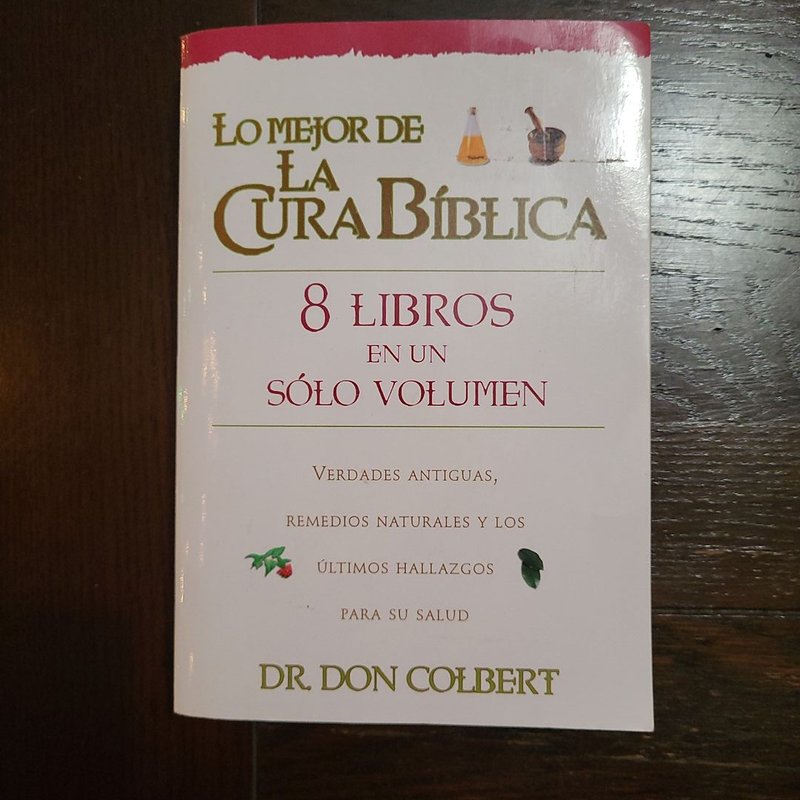 LO MEJOR DE
LA
CURA BÍBLICA
8 LIBROS
EN UN
SÓLO VOLUMEN
VERDADES ANTIGUAS,
REMEDIOS NATURALES Y LOS
ÚLTIMOS HALLAZGOS
PARA SU SALUD
DR. DON COLBERT